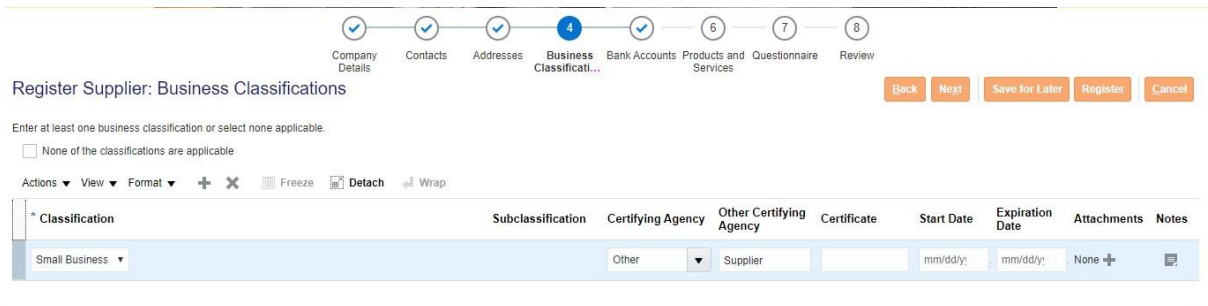 4 6 7 8
Company Details Contacts Addresses Business Classificati... Bank Accounts Products and Services Questionnaire Review
Register Supplier: Business Classifications
Back Next Save for Later Register Cancel
Enter at least one business classification or select none applicable.
None of the classifications are applicable
Actions View Format Freeze Detach Wrap
* Classification Subclassification Certifying Agency Other Certifying Agency Certificate Start Date Expiration Date Attachments Notes
Small Business Other Supplier mm/dd/y mm/dd/y None